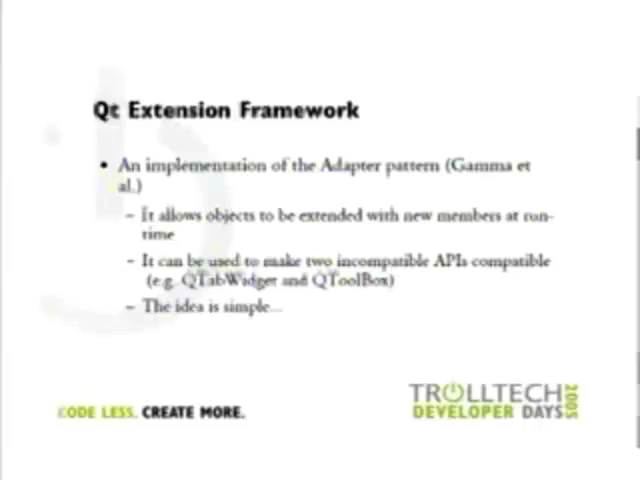 Qt Extension Framework
• An implementation of the Adapter pattern (Gamma et
al.)
– It allows objects to be extended with new members at run-
time
– It can be used to make two incompatible APIs compatible
(e.g. QTabWidget and QToolBox)
– The idea is simple...
TROLLTECH
DEVELOPER DAYS 2005
CODE LESS. CREATE MORE.